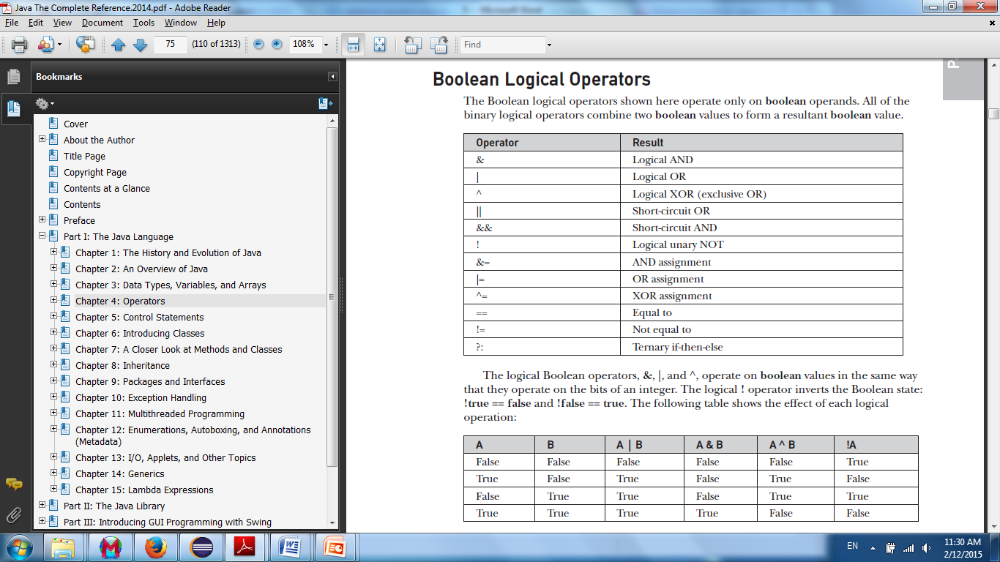 Java The Complete Reference.2014.pdf - Adobe Reader
File Edit View Document Tools Window Help
75 (110 of 1313) 108% Find
Bookmarks
Cover
About the Author
Title Page
Copyright Page
Contents at a Glance
Contents
Preface
Part I: The Java Language
Chapter 1: The History and Evolution of Java
Chapter 2: An Overview of Java
Chapter 3: Data Types, Variables, and Arrays
Chapter 4: Operators
Chapter 5: Control Statements
Chapter 6: Introducing Classes
Chapter 7: A Closer Look at Methods and Classes
Chapter 8: Inheritance
Chapter 9: Packages and Interfaces
Chapter 10: Exception Handling
Chapter 11: Multithreaded Programming
Chapter 12: Enumerations, Autoboxing, and Annotations
(Metadata)
Chapter 13: I/O, Applets, and Other Topics
Chapter 14: Generics
Chapter 15: Lambda Expressions
Part II: The Java Library
Part III: Introducing GUI Programming with Swing
Boolean Logical Operators
The Boolean logical operators shown here operate only on boolean operands. All of the
binary logical operators combine two boolean values to form a resultant boolean value.
Operator Result
& Logical AND
| Logical OR
^ Logical XOR (exclusive OR)
|| Short-circuit OR
&& Short-circuit AND
! Logical unary NOT
&= AND assignment
|= OR assignment
^= XOR assignment
== Equal to
!= Not equal to
?: Ternary if-then-else
The logical Boolean operators, &, |, and ^, operate on boolean values in the same way
that they operate on the bits of an integer. The logical ! operator inverts the Boolean state:
!true == false and !false == true. The following table shows the effect of each logical
operation:
A B A | B A & B A ^ B !A
False False False False False True
True False True False True False
False True True False True True
True True True True False False
EN 11:30 AM
2/12/2015